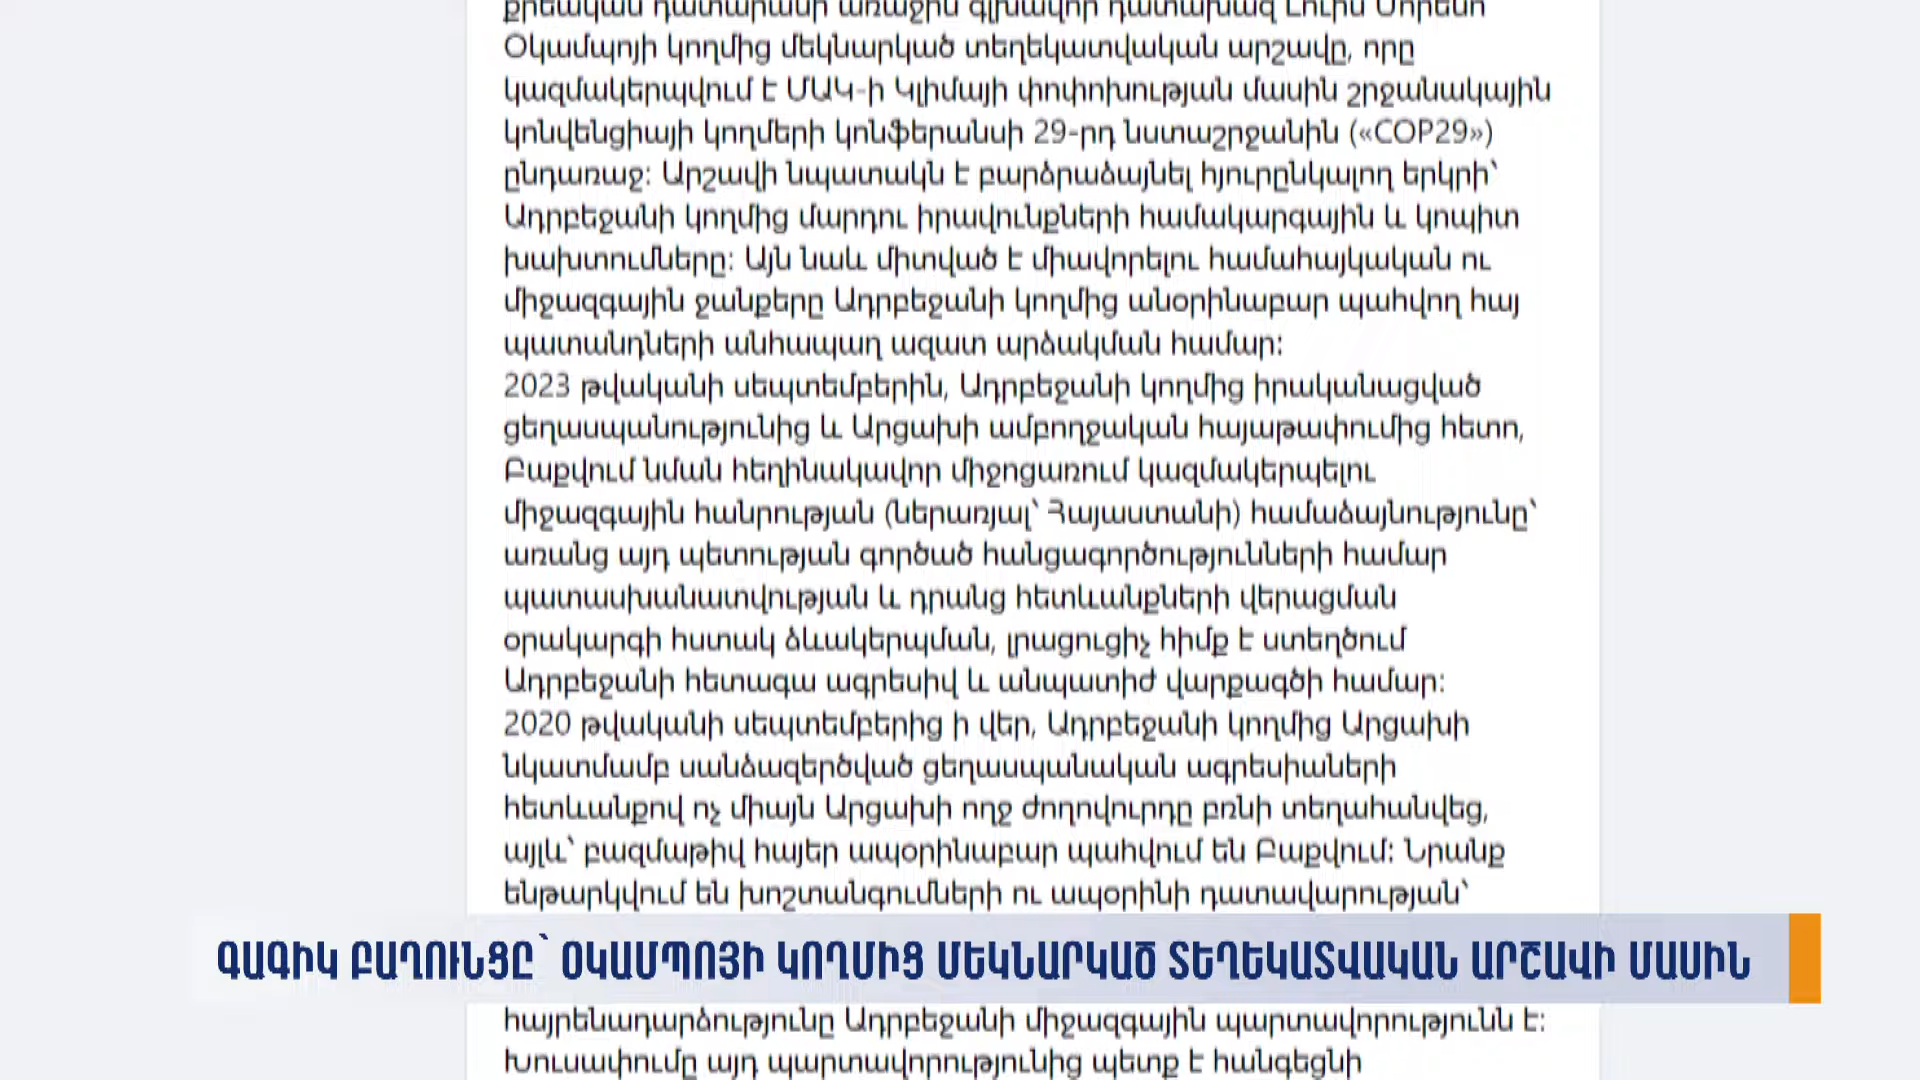 քրեական դատարանի առաջին գլխավոր դատախազ Լուիս Մորենո
Օկամպոյի կողմից մեկնարկած տեղեկատվական արշավը, որը
կազմակերպվում է ՄԱԿ-ի Կլիմայի փոփոխության մասին շրջանակային
կոնվենցիայի կողմերի կոնֆերանսի 29-րդ նստաշրջանին («COP29»)
ընդառաջ: Արշավի նպատակն է բարձրաձայնել հյուրընկալող երկրի՝
Ադրբեջանի կողմից մարդու իրավունքների համակարգային և կոպիտ
խախտումները: Այն նաև միտված է միավորելու համահայկական ու
միջազգային ջանքերը Ադրբեջանի կողմից անօրինաբար պահվող հայ
պատանդների անհապաղ ազատ արձակման համար:
2023 թվականի սեպտեմբերին, Ադրբեջանի կողմից իրականացված
ցեղասպանությունից և Արցախի ամբողջական հայաթափումից հետո,
Բաքվում նման հեղինակավոր միջոցառում կազմակերպելու
միջազգային հանրության (ներառյալ՝ Հայաստանի) համաձայնությունը՝
առանց այդ պետության գործած հանցագործությունների համար
պատասխանատվության և դրանց հետևանքների վերացման
օրակարգի հստակ ձևակերպման, լրացուցիչ հիմք է ստեղծում
Ադրբեջանի հետագա ագրեսիվ և անպատիժ վարքագծի համար:
2020 թվականի սեպտեմբերից ի վեր, Ադրբեջանի կողմից Արցախի
նկատմամբ սանձազերծված ցեղասպանական ագրեսիաների
հետևանքով ոչ միայն Արցախի ողջ ժողովուրդը բռնի տեղահանվեց,
այլև՝ բազմաթիվ հայեր ապօրինաբար պահվում են Բաքվում: Նրանք
ենթարկվում են խոշտանգումների ու ապօրինի դատավարության՝
ԳԱԳԻԿ ԲԱՂՈՒՆՑԸ՝ ՕԿԱՄՊՈՅԻ ԿՈՂՄԻՑ ՄԵԿՆԱՐԿԱԾ ՏԵՂԵԿԱՏՎԱԿԱՆ ԱՐՇԱՎԻ ՄԱՍԻՆ
հայրենադարձությունը Ադրբեջանի միջազգային պարտավորությունն է:
Խուսափումը այդ պարտավորությունից պետք է հանգեցնի